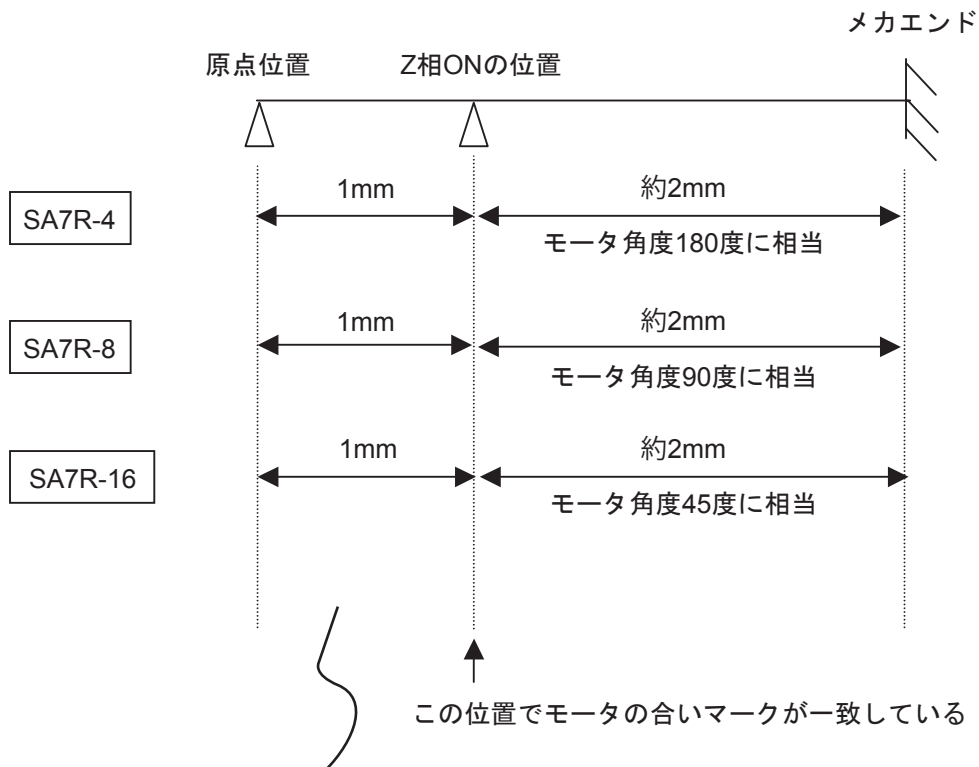 メカエンド
原点位置
Z相ONの位置
1mm
約2mm
SA7R-4
モータ角度180度に相当
1mm
約2mm
SA7R-8
モータ角度90度に相当
1mm
約2mm
SA7R-16
モータ角度45度に相当
この位置でモータの合いマークが一致している